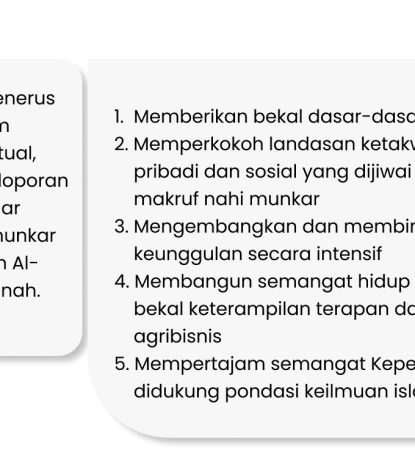 enerus
m
tual,
loporan
ar
nunkar
n Al-
nah.
1. Memberikan bekal dasar-dasa
2. Memperkokoh landasan ketakw
pribadi dan sosial yang dijiwai
makruf nahi munkar
3. Mengembangkan dan membir
keunggulan secara intensif
4. Membangun semangat hidup
bekal keterampilan terapan da
agribisnis
5. Mempertajam semangat Kepe
didukung pondasi keilmuan isl